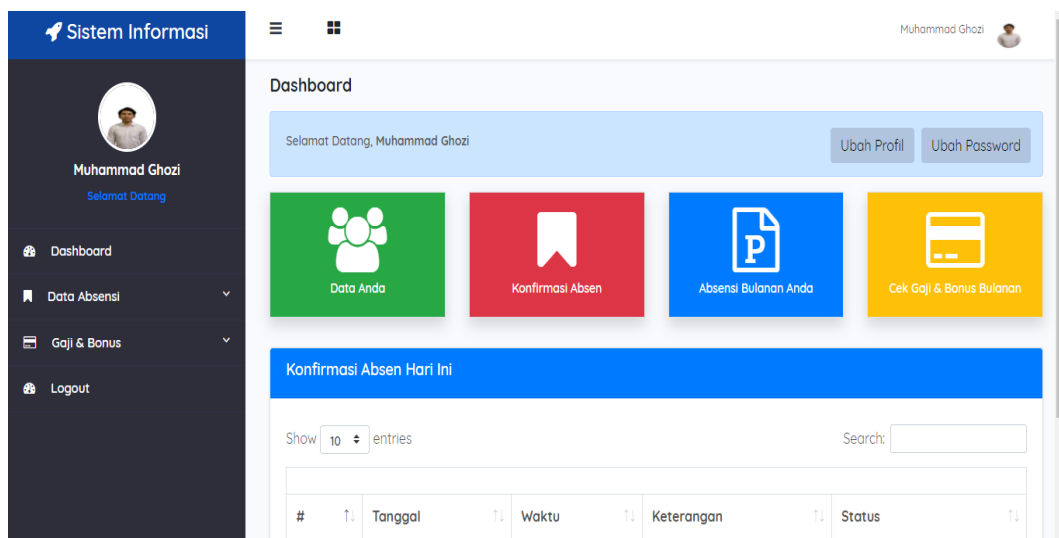 Sistem Informasi
Muhammad Ghozi
Muhammad Ghozi
Selamat Datang
Dashboard
Data Absensi
Gaji & Bonus
Logout
Dashboard
Selamat Datang, Muhammad Ghozi
Ubah Profil
Ubah Password
Data Anda
Konfirmasi Absen
P
Absensi Bulanan Anda
Cek Gaji & Bonus Bulanan
Konfirmasi Absen Hari Ini
Show 10 entries
Search:
# Tanggal Waktu Keterangan Status